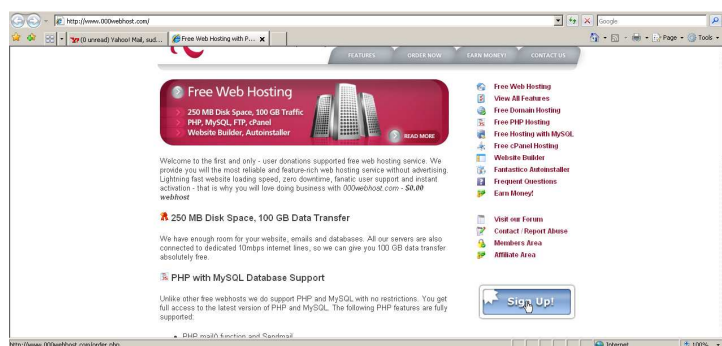 http://www.000webhost.com/
Google
(0 unread) Yahoo! Mail, sud...
Free Web Hosting with P...
Page
Tools
FEATURES
ORDER NOW
EARN MONEY!
CONTACT US
Free Web Hosting
250 MB Disk Space, 100 GB Traffic
PHP, MySQL, FTP, cPanel
Website Builder, Autoinstaller
READ MORE
Welcome to the first and only - user donations supported free web hosting service. We
provide you will the most reliable and feature-rich web hosting service without advertising.
Lightning fast website loading speed, zero downtime, fanatic user support and instant
activation - that is why you will love doing business with 000webhost.com - $0.00
webhost
250 MB Disk Space, 100 GB Data Transfer
We have enough room for your website, emails and databases. All our servers are also
connected to dedicated 10mbps internet lines, so we can give you 100 GB data transfer
absolutely free.
PHP with MySQL Database Support
Unlike other free webhosts we do support PHP and MySQL with no restrictions. You get
full access to the latest version of PHP and MySQL. The following PHP features are fully
supported:
PHP mail() function and Sendmail
Free Web Hosting
View All Features
Free Domain Hosting
Free PHP Hosting
Free Hosting with MySQL
Free cPanel Hosting
Website Builder
Fantastico Autoinstaller
Frequent Questions
Earn Money!
Visit our Forum
Contact / Report Abuse
Members Area
Affiliate Area
Sign Up!
http://www.000webhost.com/order.php
Internet
100%